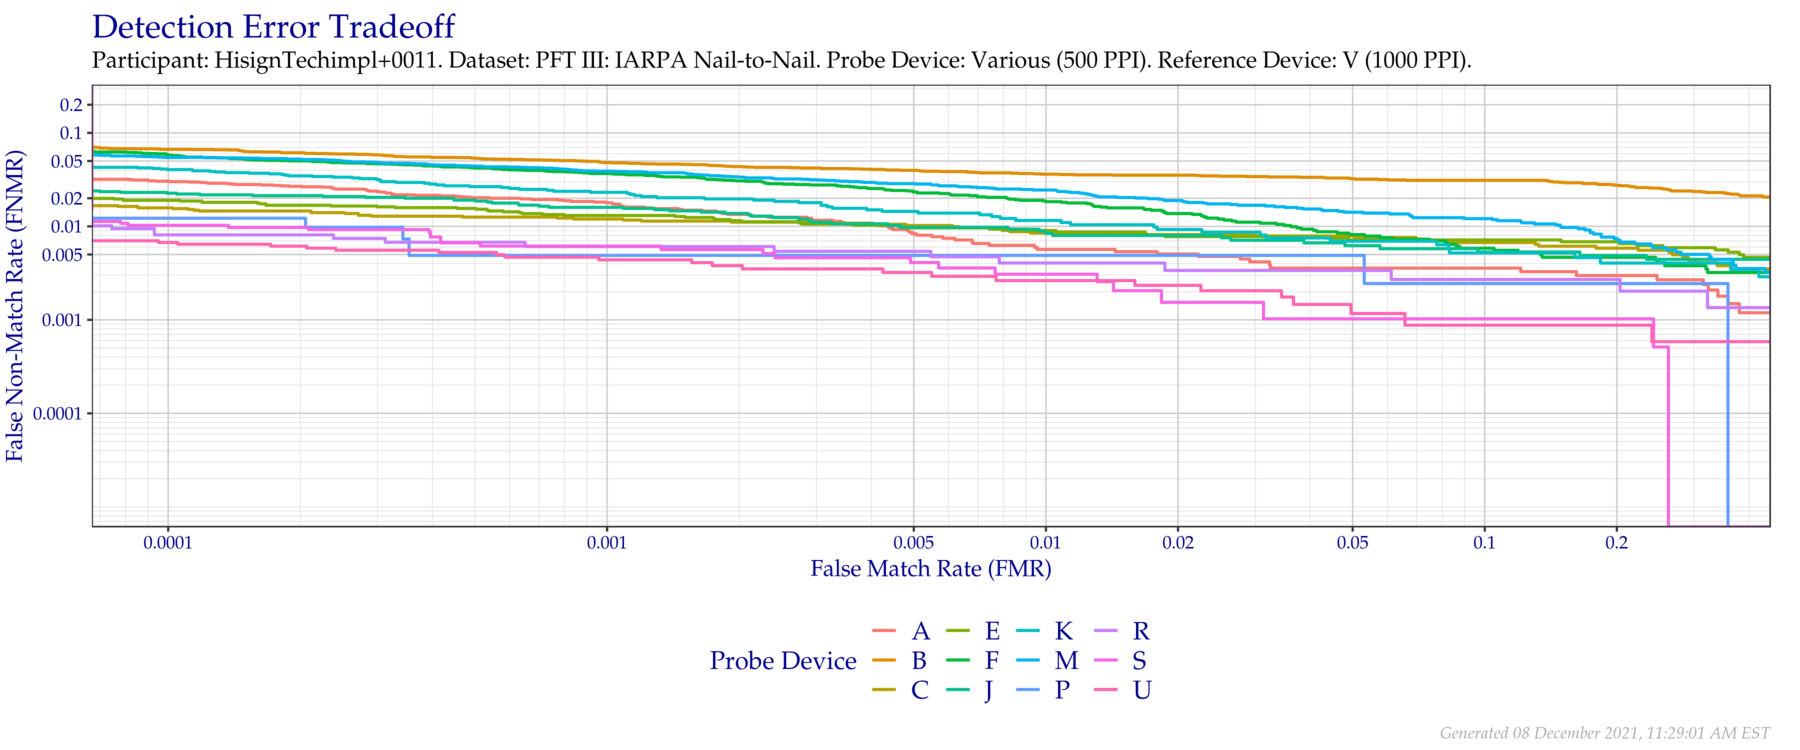 Detection Error Tradeoff
Participant: HisignTechimpl+0011. Dataset: PFT III: IARPA Nail-to-Nail. Probe Device: Various (500 PPI). Reference Device: V (1000 PPI).
False Non-Match Rate (FNMR)
0.2
0.1
0.05
0.02
0.01
0.005
0.001
0.0001
0.0001 0.001 0.005 0.01 0.02 0.05 0.1 0.2
False Match Rate (FMR)
A E K R
Probe Device B F M S
C J P U
Generated 08 December 2021, 11:29:01 AM EST